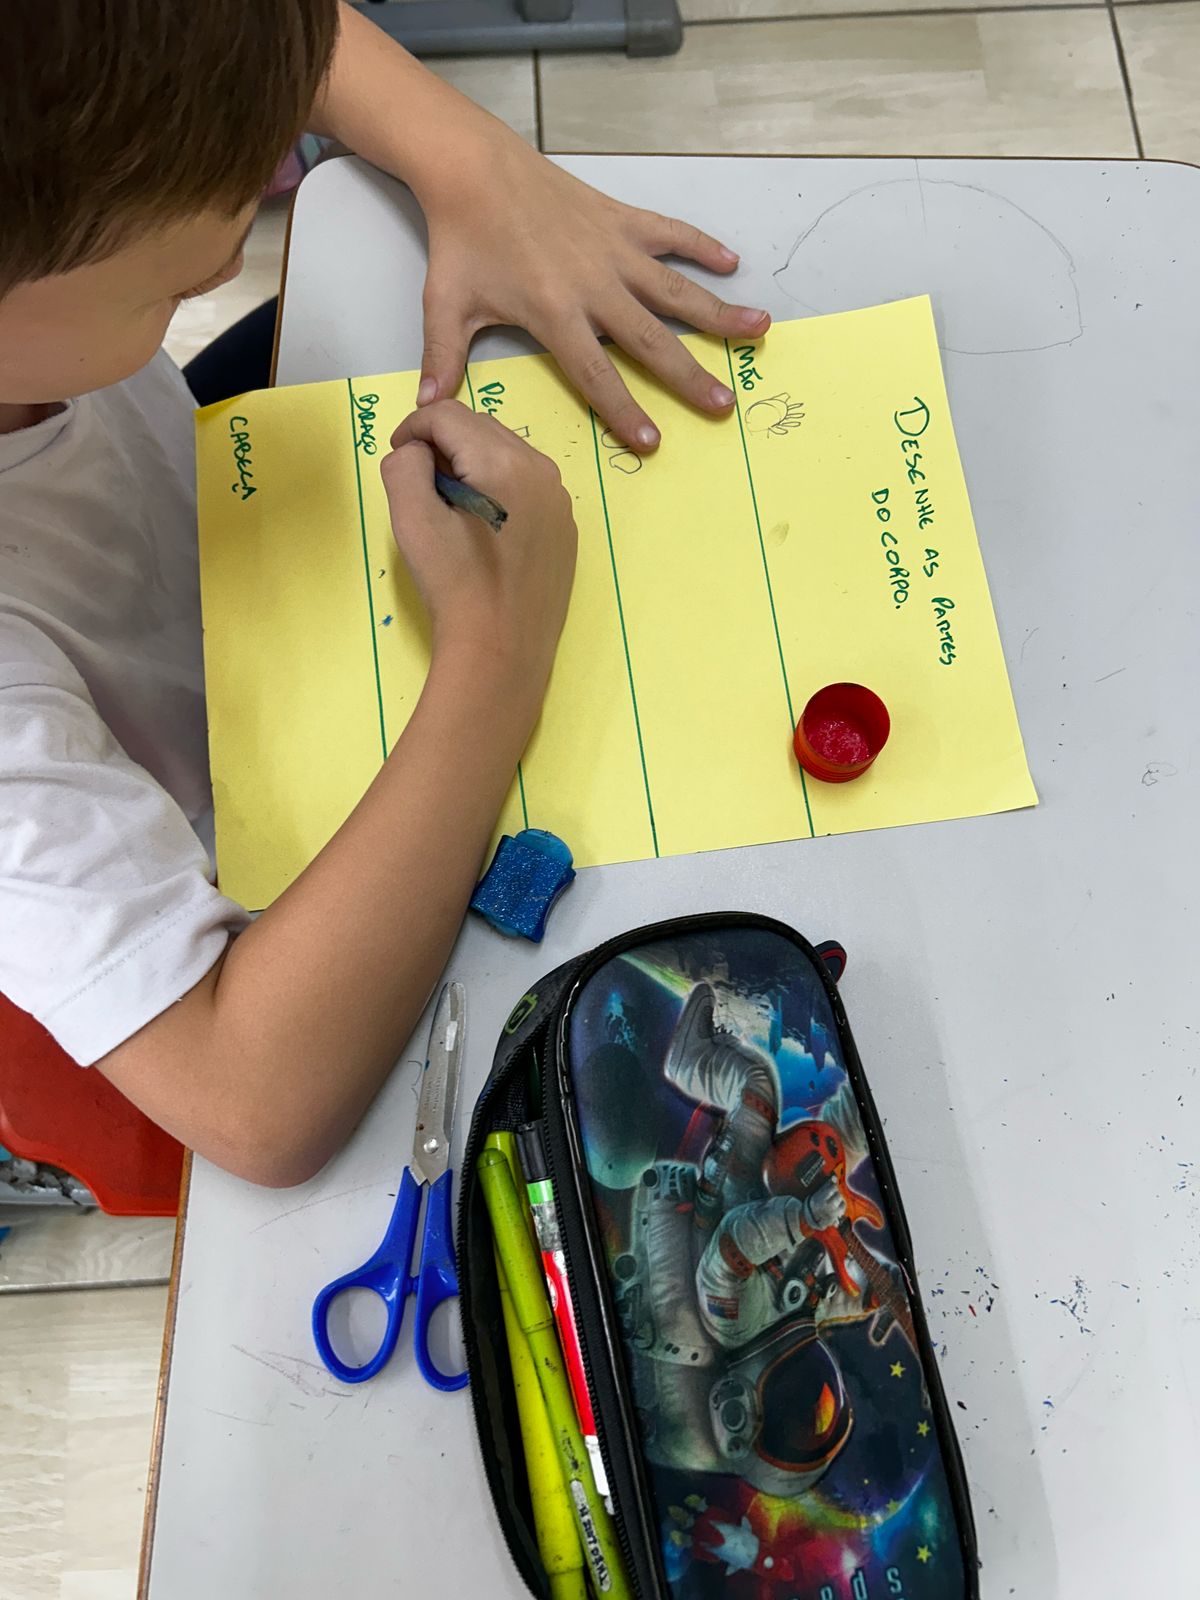 DESENHE AS PARTES
DO CORPO.
MÃO
BRAÇO
CABEÇA